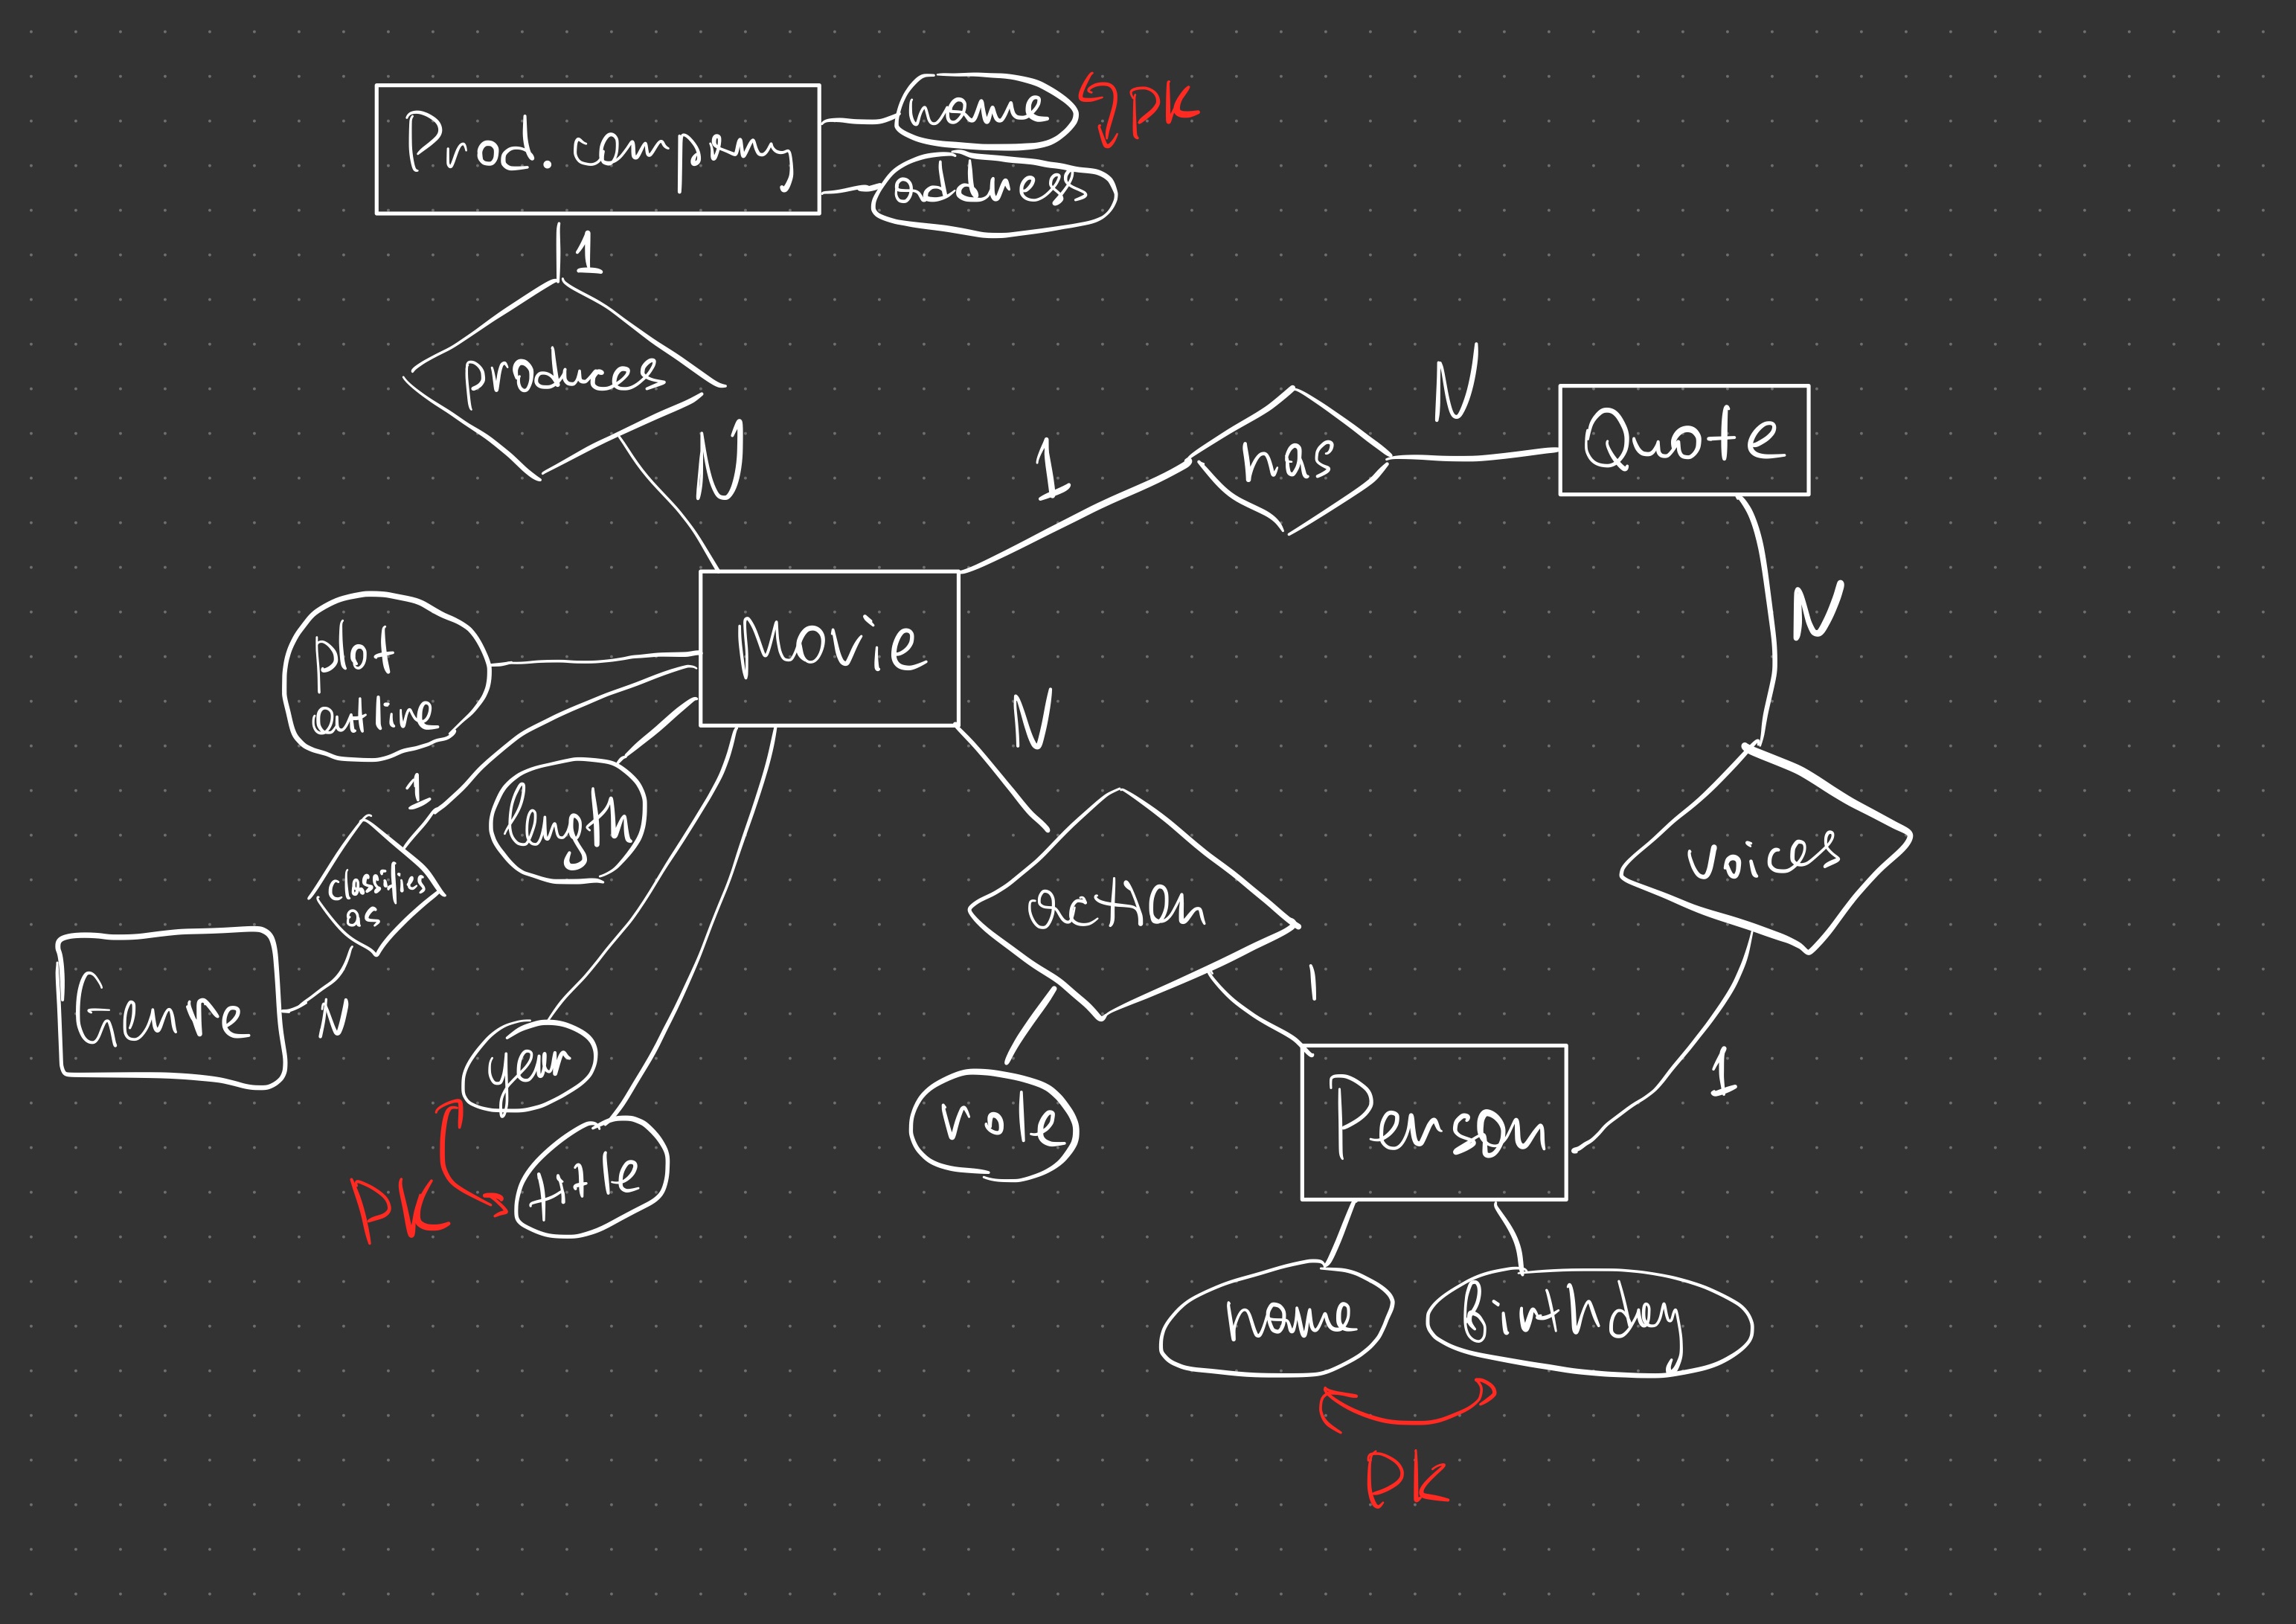 Prod. company
name
PK
address
1
produces
N
1
has
N
Quote
Movie
N
N
plot
outline
1
lenght
classifies
as
action
voices
Genre
N
year
1
1
role
Person
title
PK
name
Birthday
PK